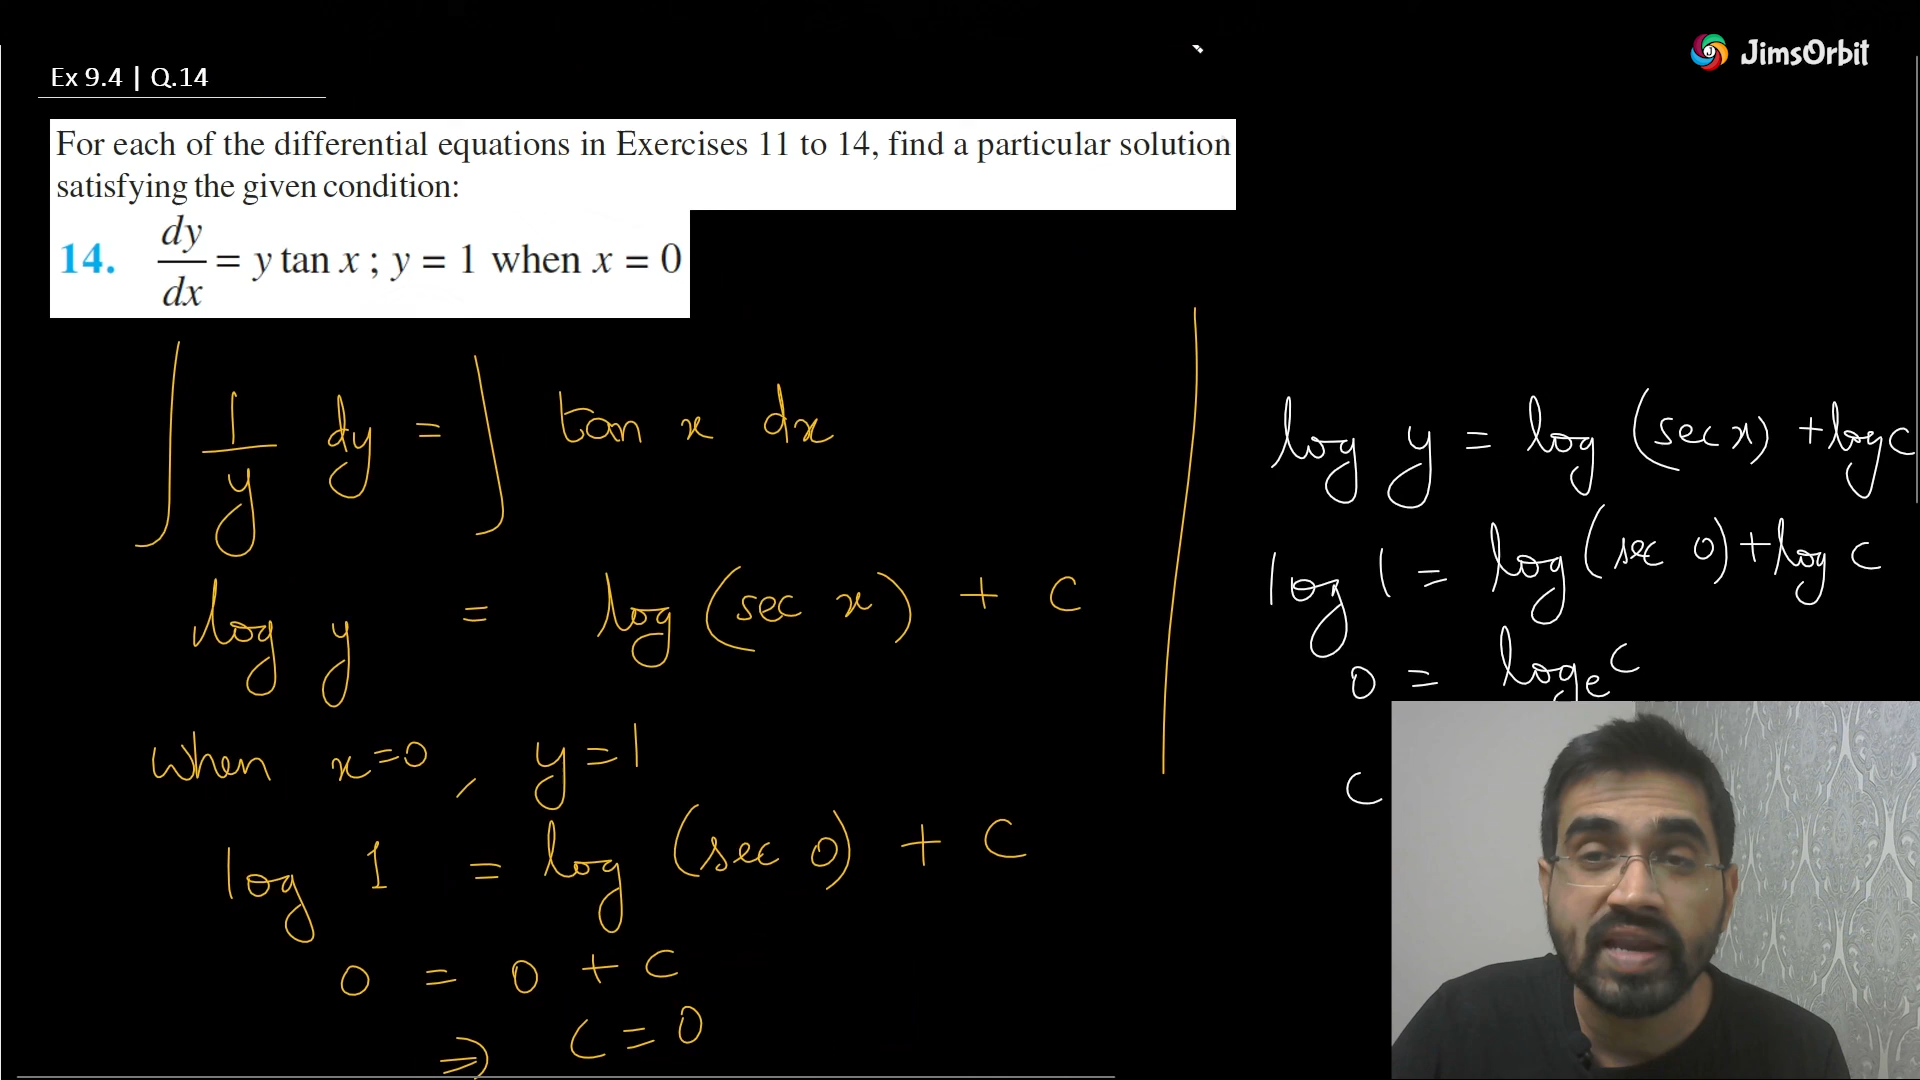 JimsOrbit
Ex 9.4 | Q.14
For each of the differential equations in Exercises 11 to 14, find a particular solution
satisfying the given condition:
14. dy/dx = y tan x ; y = 1 when x = 0
∫ 1/y dy = ∫ tan x dx
log y = log (sec x) + C
when x=0, y=1
log 1 = log (sec 0) + C
0 = 0 + C
⇒ C = 0
log y = log (sec x) + log C
log 1 = log (sec 0) + log C
0 = logₑ C
C